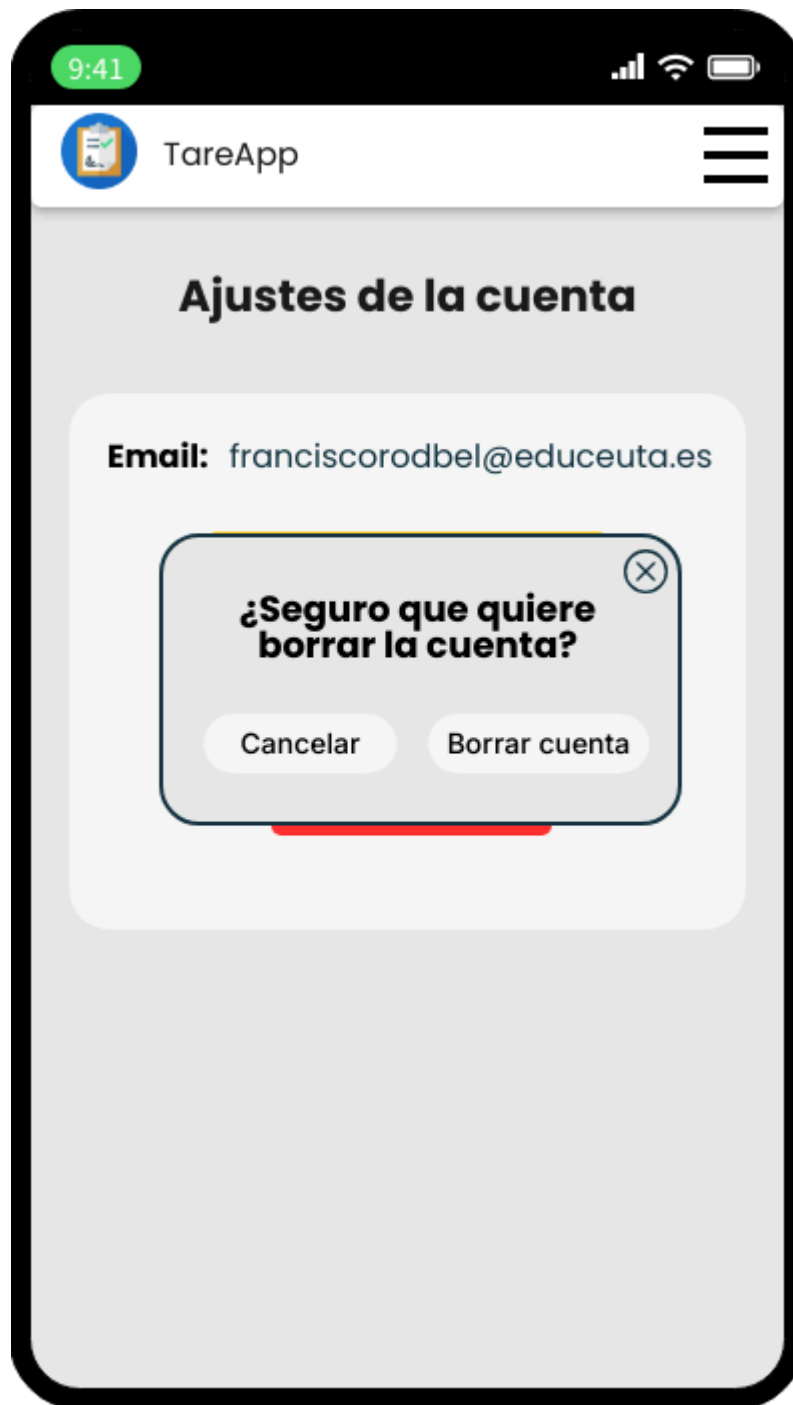 9:41
TareApp
Ajustes de la cuenta
Email: franciscorodbel@educeuta.es
¿Seguro que quiere
borrar la cuenta?
Cancelar Borrar cuenta